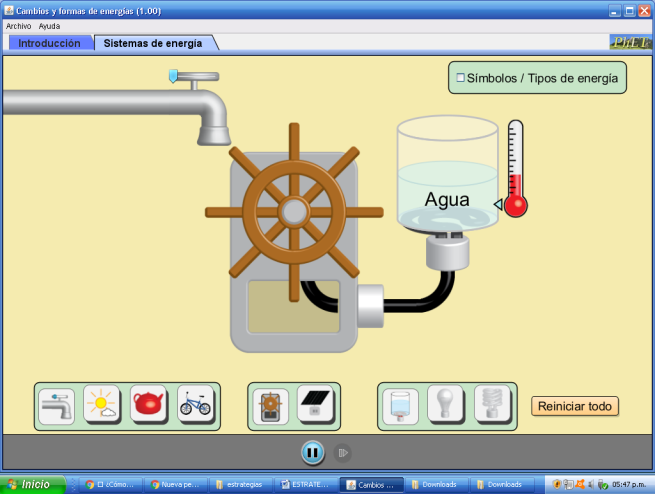 Cambios y formas de energías (1.00)
Archivo Ayuda
Introducción Sistemas de energía
PhET
Símbolos / Tipos de energía
Agua
Reiniciar todo
Inicio
¿Cómo...
Nueva pe...
estrategias
ESTRATE...
Cambios ...
Downloads
Downloads
05:47 p.m.